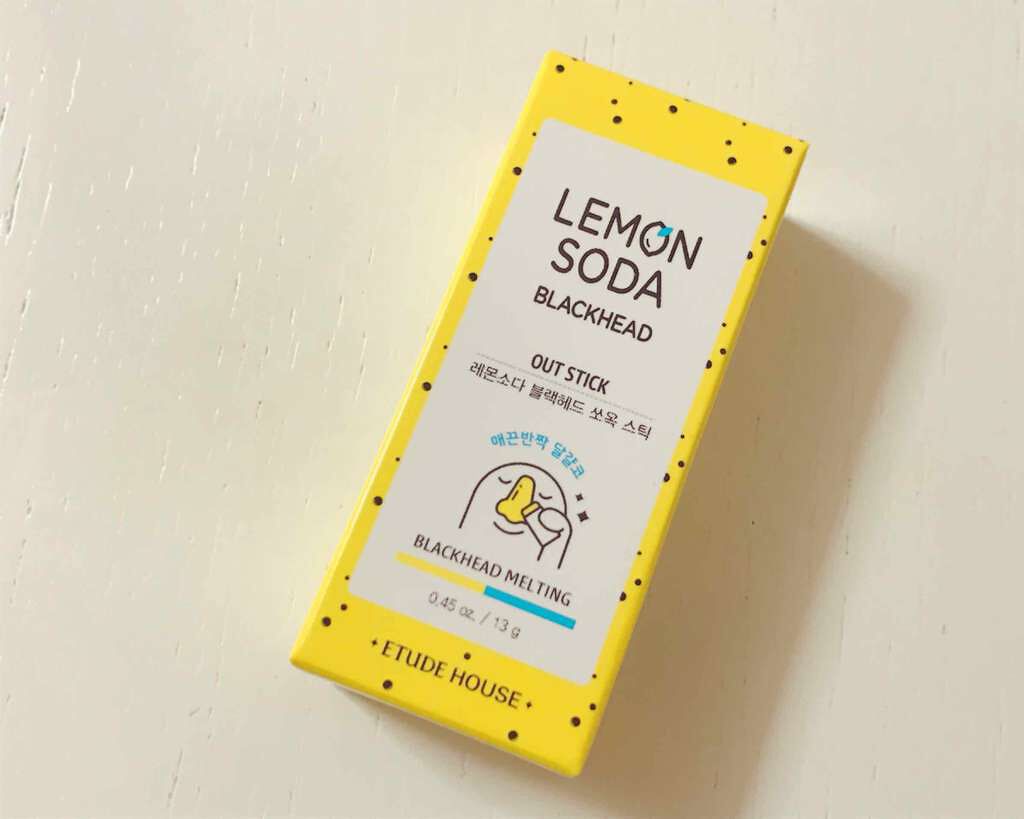 LEMON
SODA
BLACKHEAD
OUT STICK
레몬소다 블랙헤드 쏘옥 스틱
매끈반짝 달걀코
BLACKHEAD MELTING
0.45 oz. / 13 g
ETUDE HOUSE